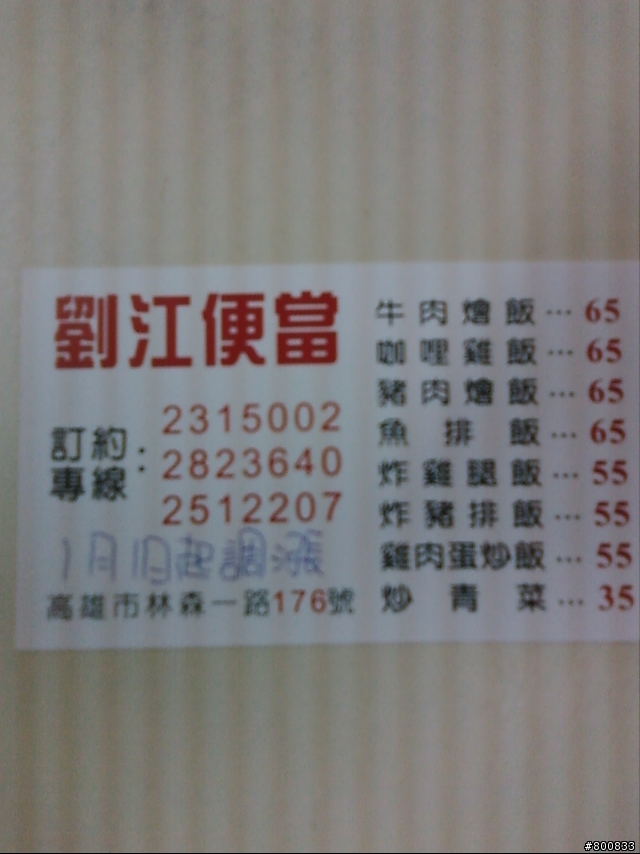 劉江便當
訂約專線：
2315002
2823640
2512207
1月1日起調漲
高雄市林森一路176號
牛肉燴飯…65
咖哩雞飯…65
豬肉燴飯…65
魚排飯…65
炸雞腿飯…55
炸豬排飯…55
雞肉蛋炒飯…55
炒青菜…35
#800833